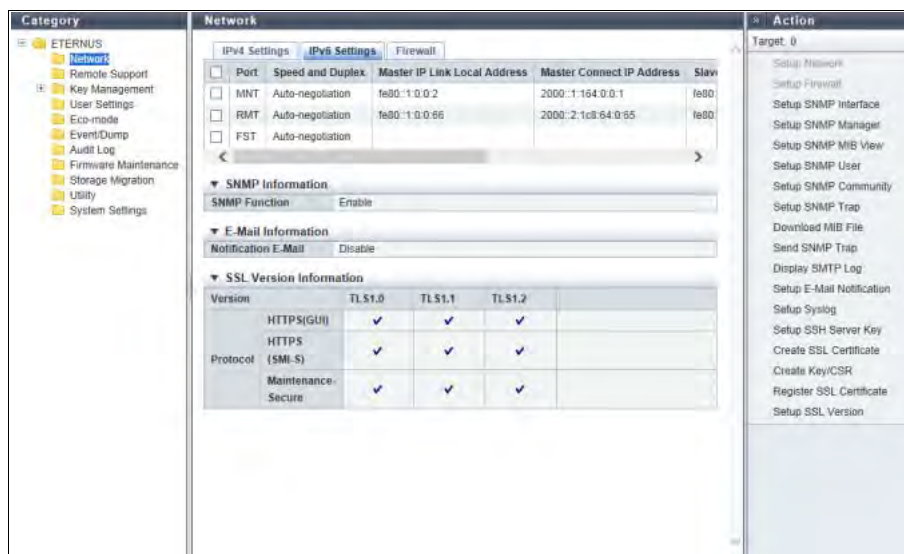 Category
ETERNUS
Network
Remote Support
Key Management
User Settings
Eco-mode
Event/Dump
Audit Log
Firmware Maintenance
Storage Migration
Utility
System Settings
Network
IPv4 Settings IPv6 Settings Firewall
Port Speed and Duplex Master IP Link Local Address Master Connect IP Address Slav
MNT Auto-negotiation fe80::1:0:0:2 2000::1:164:0:0:1 fe80:
RMT Auto-negotiation fe80::1:0:0:66 2000::2:1c8:64:0:65 fe80:
FST Auto-negotiation
▼ SNMP Information
SNMP Function Enable
▼ E-Mail Information
Notification E-Mail Disable
▼ SSL Version Information
Version TLS1.0 TLS1.1 TLS1.2
Protocol
HTTPS(GUI) ✔ ✔ ✔
HTTPS
(SMI-S) ✔ ✔ ✔
Maintenance-
Secure ✔ ✔ ✔
» Action
Target: 0
Setup Network
Setup Firewall
Setup SNMP Interface
Setup SNMP Manager
Setup SNMP MIB View
Setup SNMP User
Setup SNMP Community
Setup SNMP Trap
Download MIB File
Send SNMP Trap
Display SMTP Log
Setup E-Mail Notification
Setup Syslog
Setup SSH Server Key
Create SSL Certificate
Create Key/CSR
Register SSL Certificate
Setup SSL Version